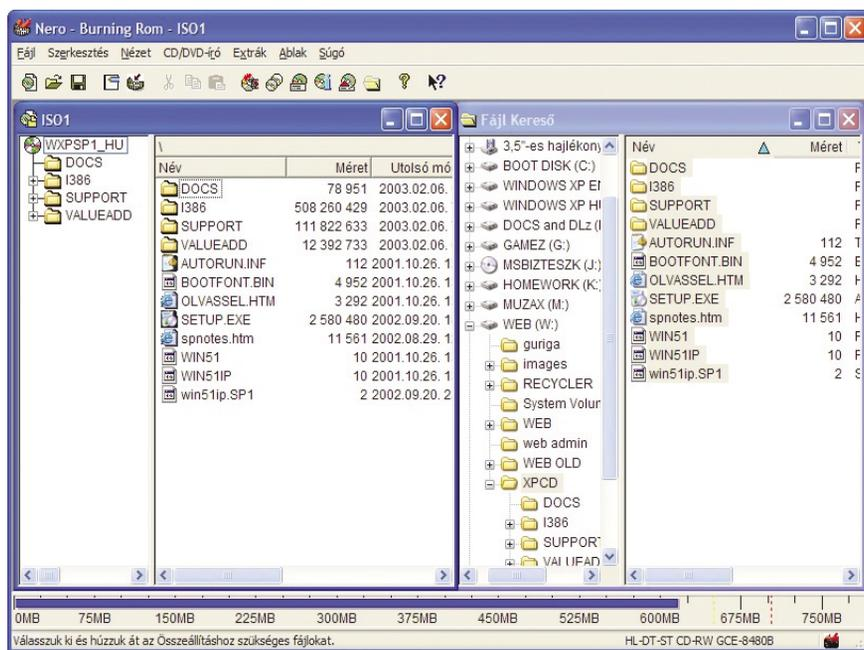 Nero - Burning Rom - ISO1
Fájl Szerkesztés Nézet CD/DVD-író Extrák Ablak Súgó
ISO1
WXPSP1_HU
DOCS
I386
SUPPORT
VALUEADD
\
Név Méret Utolsó mó
DOCS 78 951 2003.02.06.
I386 508 260 429 2003.02.06.
SUPPORT 111 822 633 2003.02.06.
VALUEADD 12 392 733 2003.02.06.
AUTORUN.INF 112 2001.10.26. 1
BOOTFONT.BIN 4 952 2001.10.26. 1
OLVASSEL.HTM 3 292 2001.10.26. 1
SETUP.EXE 2 580 480 2002.09.20. 1
spnotes.htm 11 561 2002.08.29. 1
WIN51 10 2001.10.26. 1
WIN51IP 10 2001.10.26. 1
win51ip.SP1 2 2002.09.20. 2
Fájl Kereső
3,5"-es hajlékony
BOOT DISK (C:)
WINDOWS XP
WINDOWS XP
DOCS and DLz
GAMEZ (G:)
MSBIZTESZK (J:)
HOMEWORK (K:)
MUZAX (M:)
WEB (W:)
guriga
images
RECYCLER
System Volur
WEB
web admin
WEB OLD
XPCD
DOCS
I386
SUPPOR
VALUEAD
Név Méret
DOCS
I386
SUPPORT
VALUEADD
AUTORUN.INF 112
BOOTFONT.BIN 4 952
OLVASSEL.HTM 3 292
SETUP.EXE 2 580 480
spnotes.htm 11 561
WIN51 10
WIN51IP 10
win51ip.SP1 2
0MB 75MB 150MB 225MB 300MB 375MB 450MB 525MB 600MB 675MB 750MB
Válasszuk ki és húzzuk át az Összeállításhoz szükséges fájlokat. HL-DT-ST CD-RW GCE-8480B